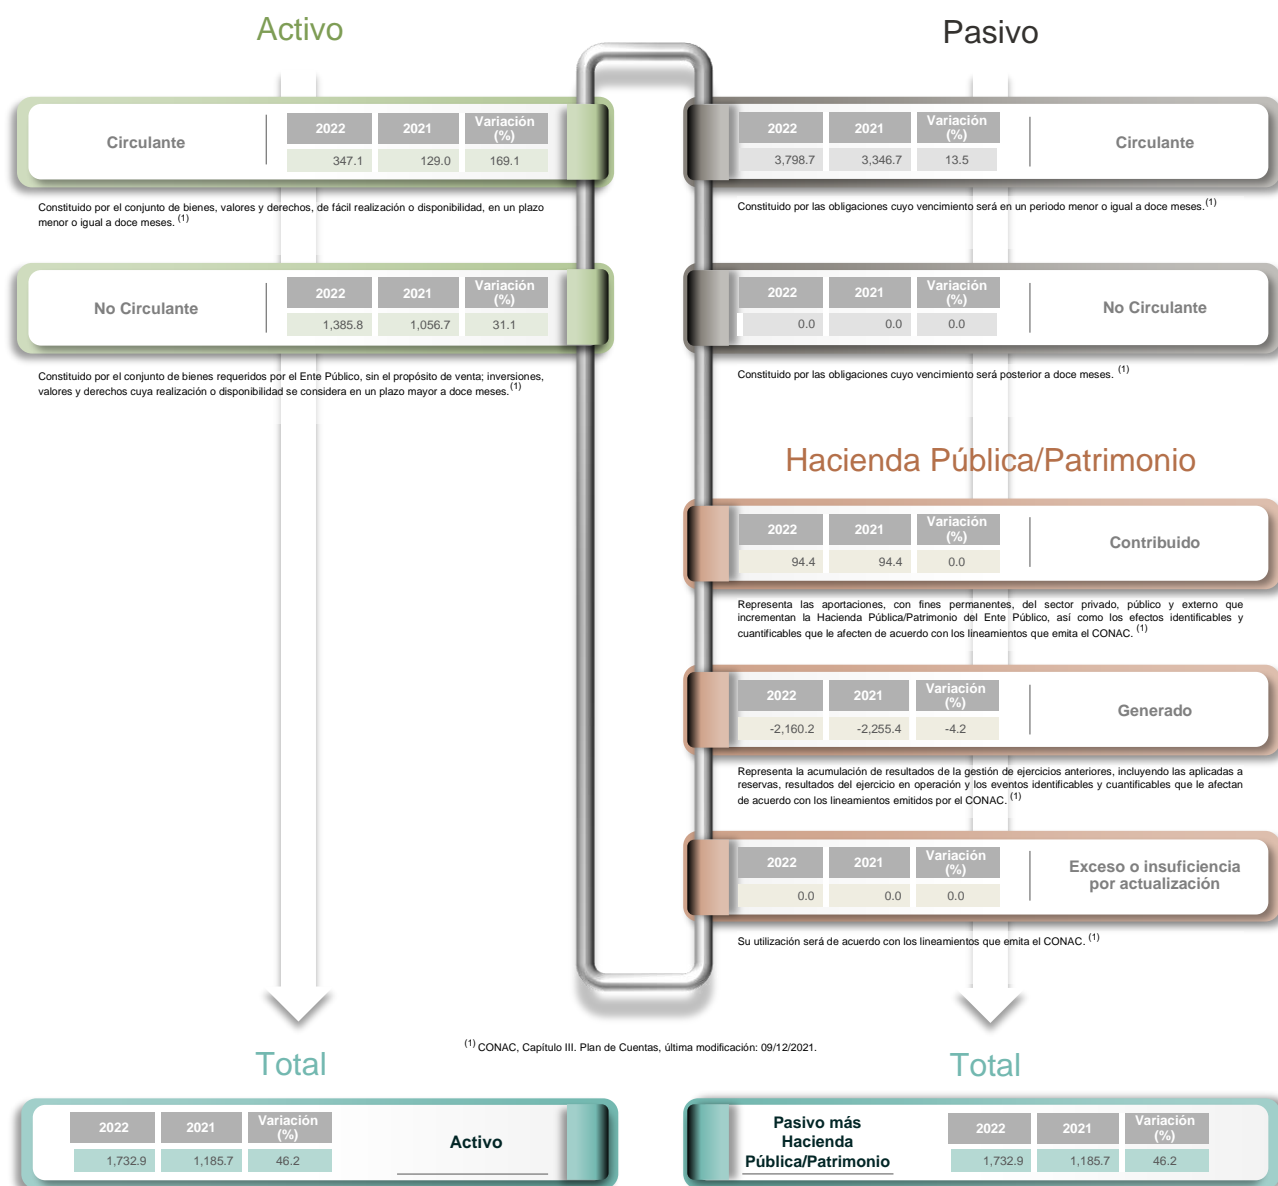 Activo
Circulante
2022 2021 Variación (%)
347.1 129.0 169.1
Constituido por el conjunto de bienes, valores y derechos, de fácil realización o disponibilidad, en un plazo
menor o igual a doce meses. (1)
No Circulante
2022 2021 Variación (%)
1,385.8 1,056.7 31.1
Constituido por el conjunto de bienes requeridos por el Ente Público, sin el propósito de venta; inversiones,
valores y derechos cuya realización o disponibilidad se considera en un plazo mayor a doce meses. (1)
Pasivo
2022 2021 Variación (%)
3,798.7 3,346.7 13.5
Circulante
Constituido por las obligaciones cuyo vencimiento será en un periodo menor o igual a doce meses. (1)
2022 2021 Variación (%)
0.0 0.0 0.0
No Circulante
Constituido por las obligaciones cuyo vencimiento será posterior a doce meses. (1)
Hacienda Pública/Patrimonio
2022 2021 Variación (%)
94.4 94.4 0.0
Contribuido
Representa las aportaciones, con fines permanentes, del sector privado, público y externo que
incrementan la Hacienda Pública/Patrimonio del Ente Público, así como los efectos identificables y
cuantificables que le afecten de acuerdo con los lineamientos que emita el CONAC. (1)
2022 2021 Variación (%)
-2,160.2 -2,255.4 -4.2
Generado
Representa la acumulación de resultados de la gestión de ejercicios anteriores, incluyendo las aplicadas a
reservas, resultados del ejercicio en operación y los eventos identificables y cuantificables que le afectan
de acuerdo con los lineamientos emitidos por el CONAC. (1)
2022 2021 Variación (%)
0.0 0.0 0.0
Exceso o insuficiencia
por actualización
Su utilización será de acuerdo con los lineamientos que emita el CONAC. (1)
(1) CONAC, Capítulo III. Plan de Cuentas, última modificación: 09/12/2021.
Total
2022 2021 Variación (%)
1,732.9 1,185.7 46.2
Activo
Total
Pasivo más
Hacienda
Pública/Patrimonio
2022 2021 Variación (%)
1,732.9 1,185.7 46.2